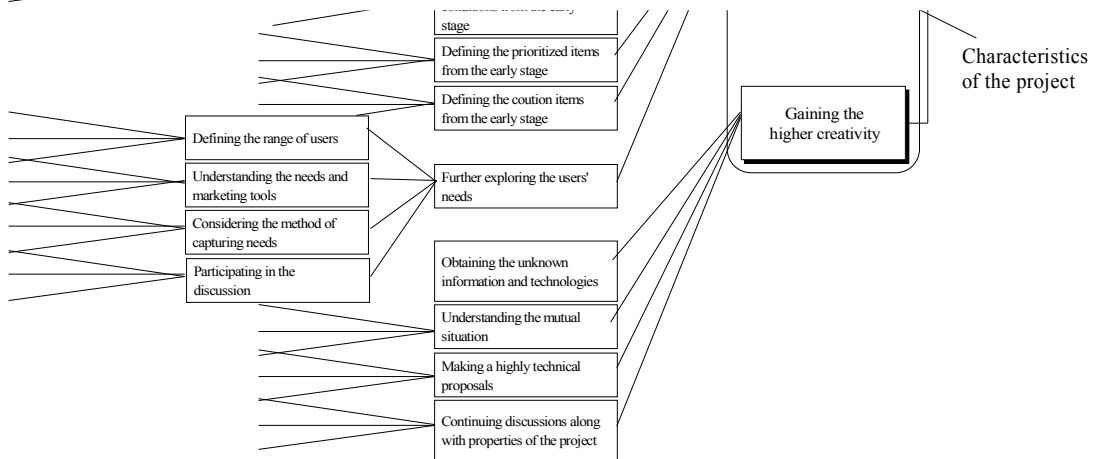 stage
Defining the prioritized items
from the early stage
Defining the coution items
from the early stage
Characteristics
of the project
Gaining the
higher creativity
Defining the range of users
Understanding the needs and
marketing tools
Considering the method of
capturing needs
Participating in the
discussion
Further exploring the users'
needs
Obtaining the unknown
information and technologies
Understanding the mutual
situation
Making a highly technical
proposals
Continuing discussions along
with properties of the project